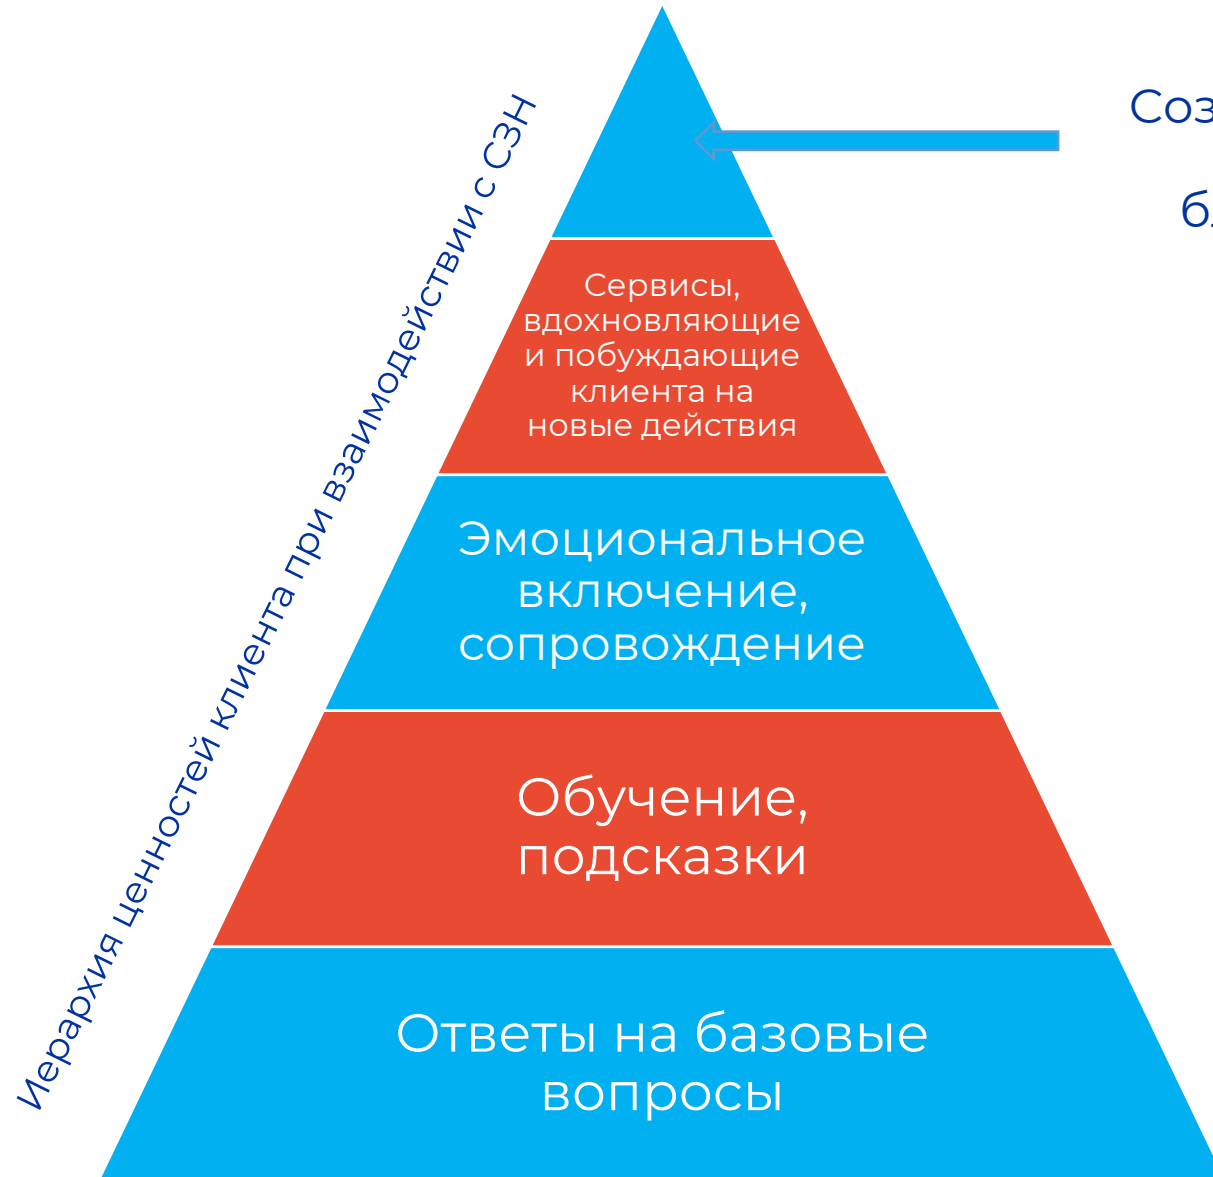 Иерархия ценностей клиента при взаимодействии с СЗН
Сервисы,
вдохновляющие
и побуждающие
клиента на
новые действия
Эмоциональное
включение,
сопровождение
Обучение,
подсказки
Ответы на базовые
вопросы